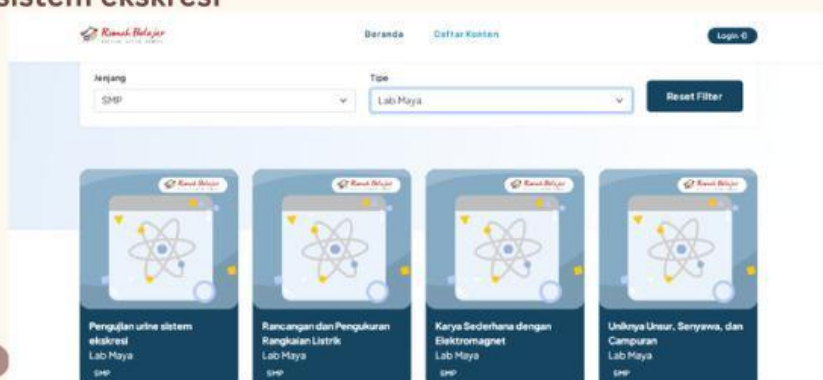 sistem ekskresi
Rumah Belajar
Beranda
Daftar Konten
Login
Jenjang
Tipe
SMP
Lab Maya
Reset Filter
Rumah Belajar
Rumah Belajar
Rumah Belajar
Rumah Belajar
Pengujian urine sistem
ekskresi
Lab Maya
SMP
Rancangan dan Pengukuran
Rangkaian Listrik
Lab Maya
SMP
Karya Sederhana dengan
Elektromagnet
Lab Maya
SMP
Uniknya Unsur, Senyawa, dan
Campuran
Lab Maya
SMP